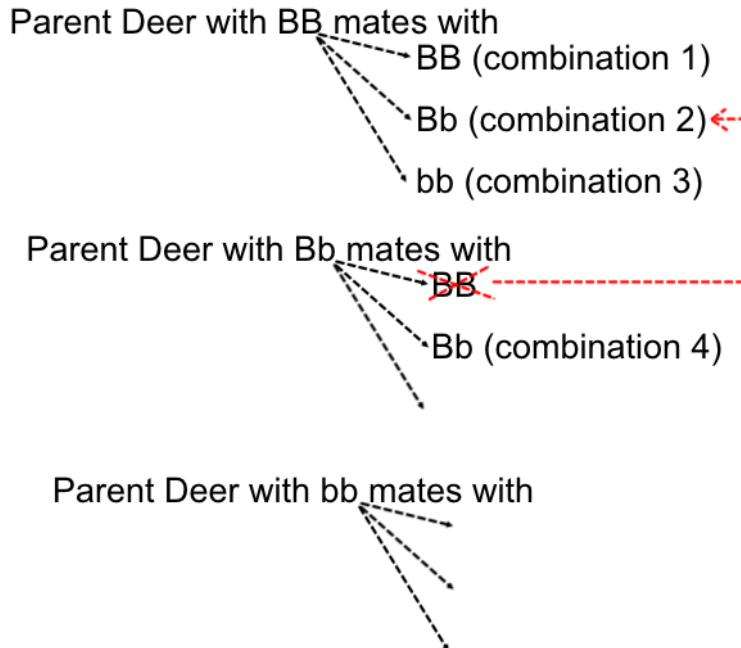 Parent Deer with BB mates with
BB (combination 1)
Bb (combination 2)
bb (combination 3)
Parent Deer with Bb mates with
BB
Bb (combination 4)
Parent Deer with bb mates with